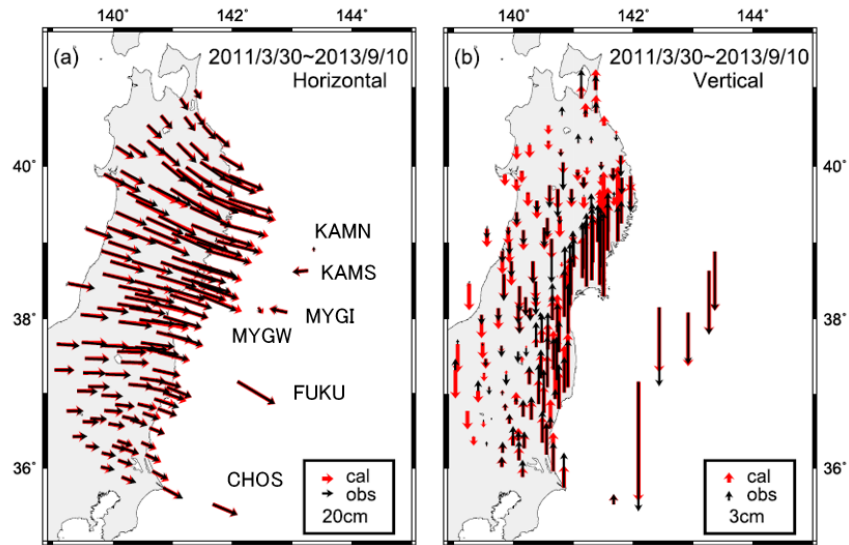 140° 142° 144°
(a) 2011/3/30~2013/9/10
Horizontal
40°
38°
36°
KAMN
KAMS
MYGI
MYGW
FUKU
CHOS
cal
obs
20cm
140° 142° 144°
(b) 2011/3/30~2013/9/10
Vertical
40°
38°
36°
cal
obs
3cm